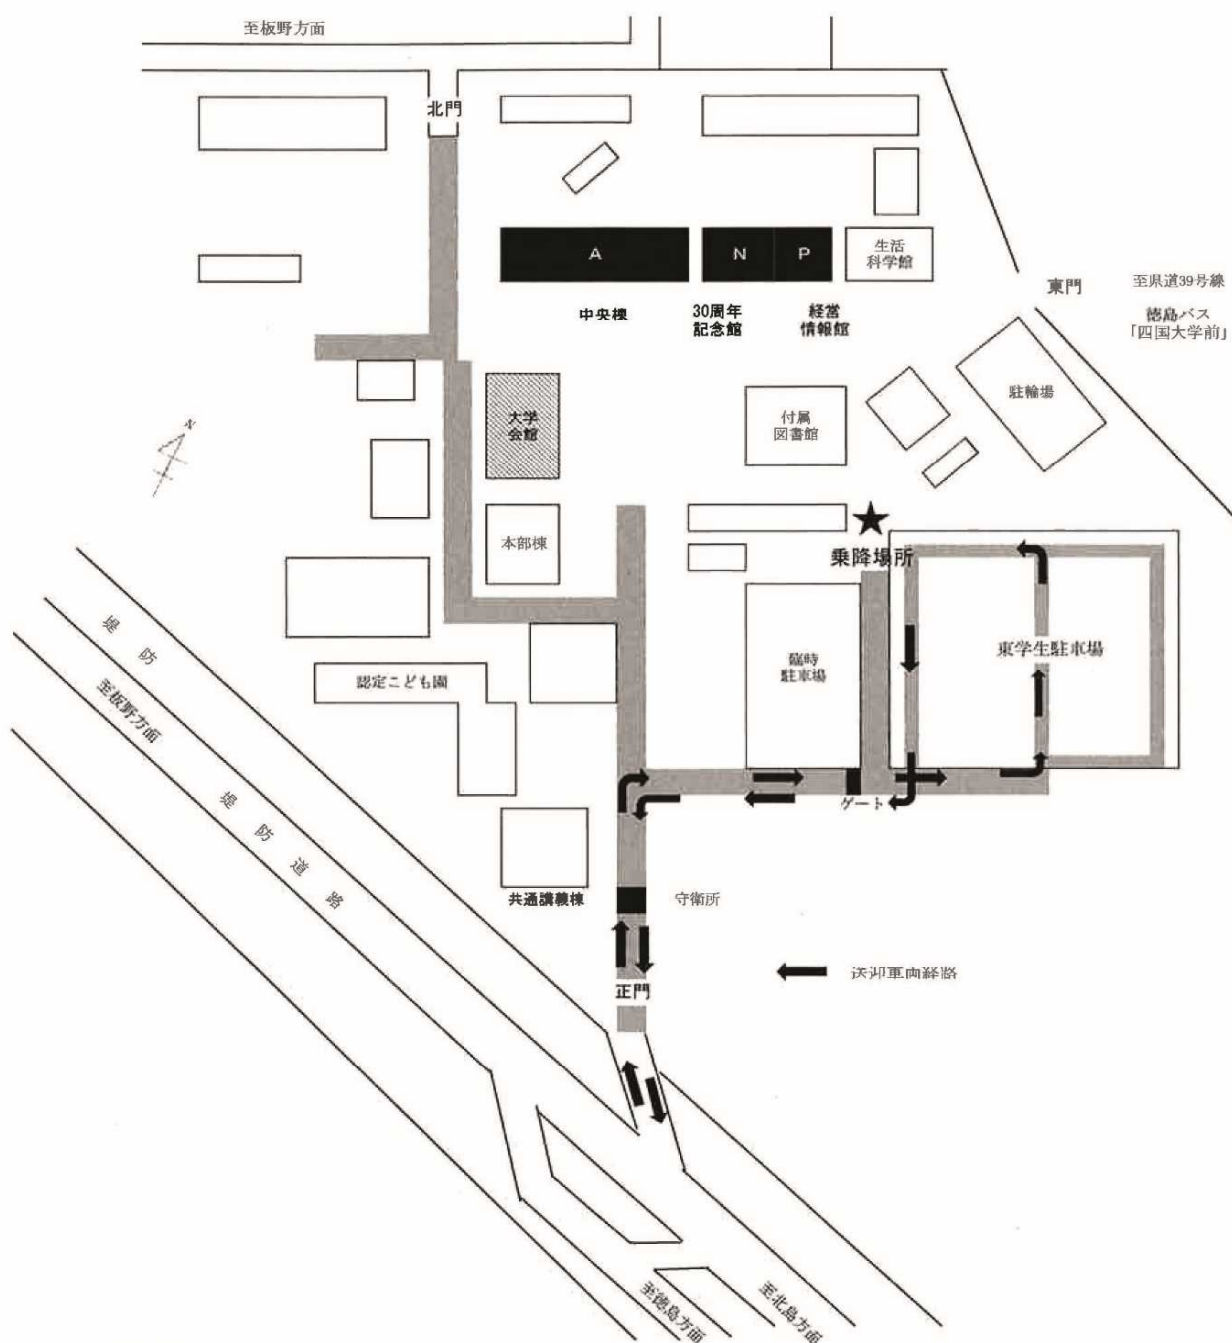 至板野方面
北門
A
N
P
生活
科学館
中央棟
30周年
記念館
経営
情報館
東門
至県道39号線
徳島バス
「四国大学前」
駐輪場
大学
会館
付属
図書館
N
本部棟
乗降場所
臨時
駐車場
東学生駐車場
堤防
至板野方面
認定こども園
堤防道路
ゲート
共通講義棟
守衛所
送迎車両経路
正門
至徳島方面
至北島方面